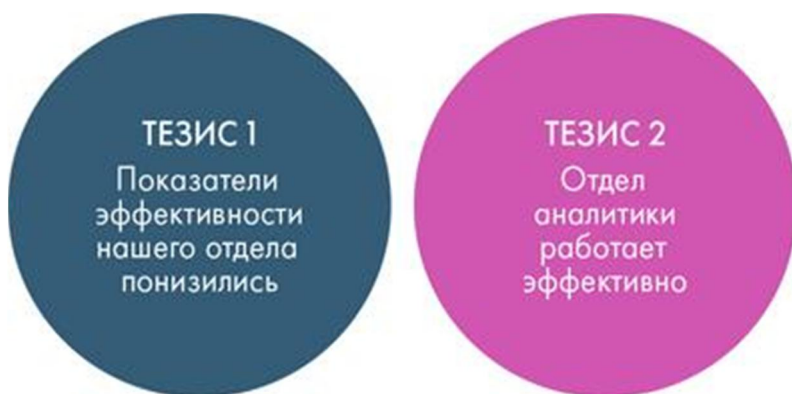 ТЕЗИС 1
Показатели
эффективности
нашего отдела
понизились
ТЕЗИС 2
Отдел
аналитики
работает
эффективно